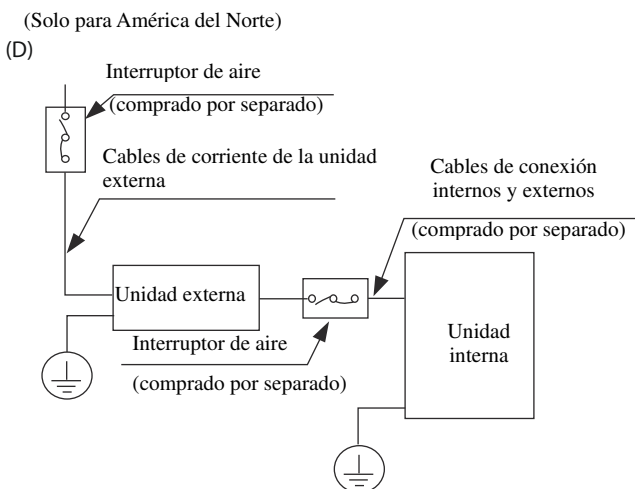 (Solo para América del Norte)
(D)
Interruptor de aire
(comprado por separado)
Cables de corriente de la unidad
externa
Cables de conexión
internos y externos
(comprado por separado)
Unidad externa
Interruptor de aire
(comprado por separado)
Unidad
interna